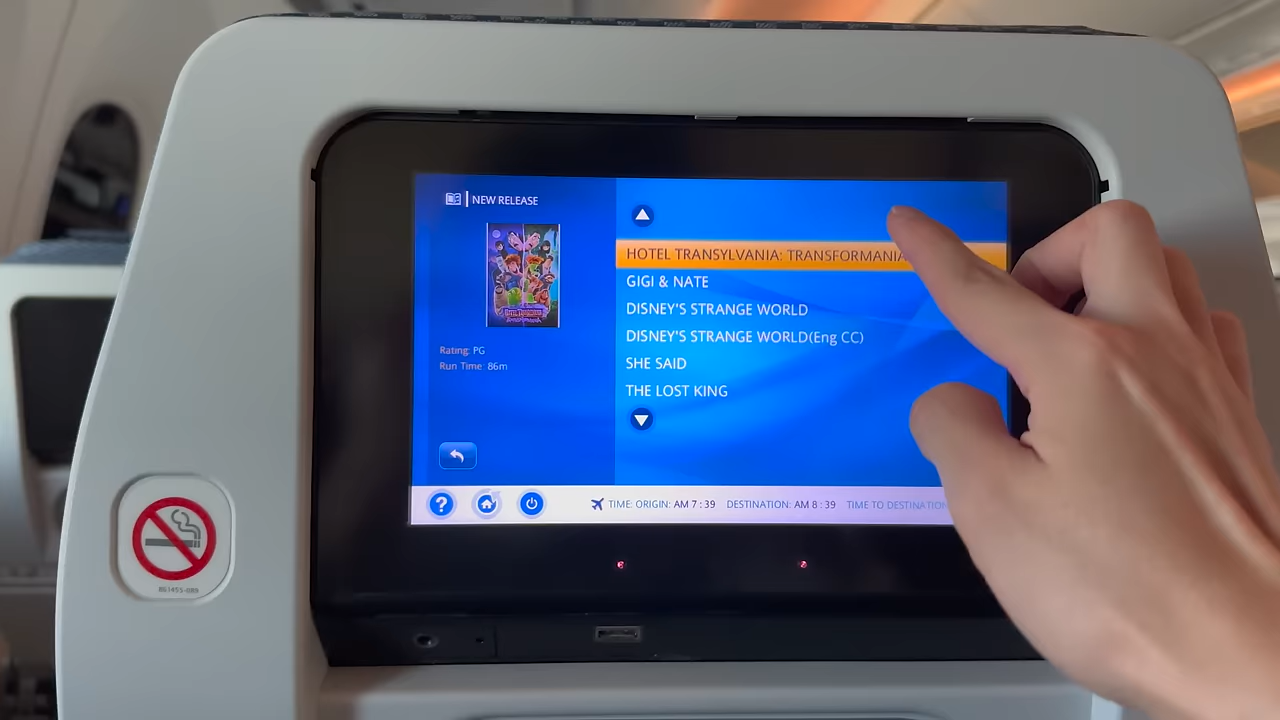 NEW RELEASE
HOTEL TRANSYLVANIA: TRANSFORMANIA
GIGI & NATE
DISNEY'S STRANGE WORLD
DISNEY'S STRANGE WORLD(Eng CC)
SHE SAID
THE LOST KING
Rating: PG
Run Time: 86m
?
TIME: ORIGIN: AM 7 : 39 DESTINATION: AM 8 : 39 TIME TO DESTINATION